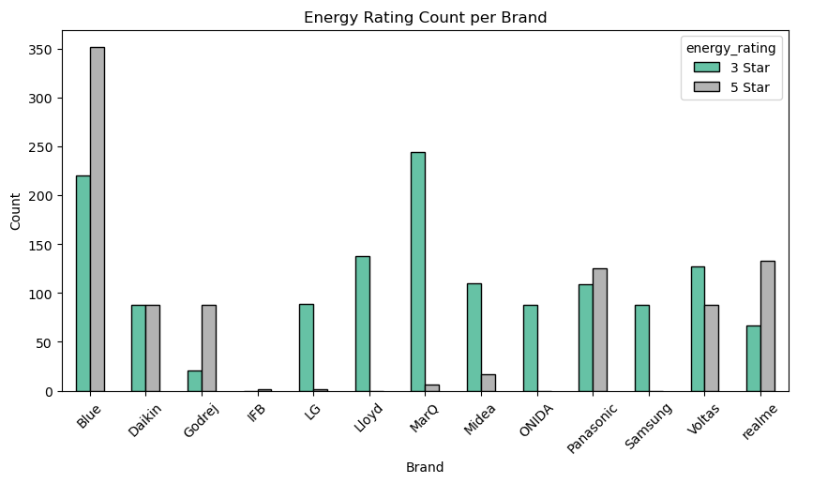 Energy Rating Count per Brand
energy_rating
3 Star
5 Star
Count
350
300
250
200
150
100
50
0
Blue
Daikin
Godrej
IFB
LG
Lloyd
MarQ
Midea
ONIDA
Panasonic
Samsung
Voltas
realme
Brand